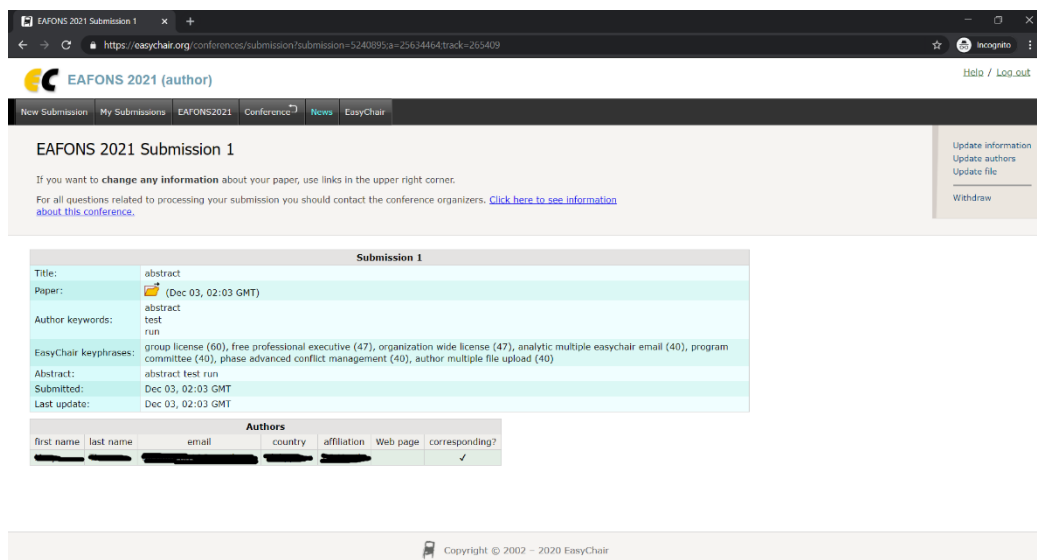 EAFONS 2021 Submission 1
https://easychair.org/conferences/submission?submission=5240895;a=25634464;track=265409
Incognito
EAFONS 2021 (author)
Help / Log out
New Submission My Submissions EAFONS2021 Conference News EasyChair
EAFONS 2021 Submission 1
If you want to change any information about your paper, use links in the upper right corner.
For all questions related to processing your submission you should contact the conference organizers. Click here to see information
about this conference.
Update information
Update authors
Update file
Withdraw
Submission 1
Title: abstract
Paper: (Dec 03, 02:03 GMT)
Author keywords: abstract
test
run
EasyChair keyphrases: group license (60), free professional executive (47), organization wide license (47), analytic multiple easychair email (40), program
committee (40), phase advanced conflict management (40), author multiple file upload (40)
Abstract: abstract test run
Submitted: Dec 03, 02:03 GMT
Last update: Dec 03, 02:03 GMT
Authors
first name last name email country affiliation Web page corresponding?
✓
Copyright © 2002 – 2020 EasyChair